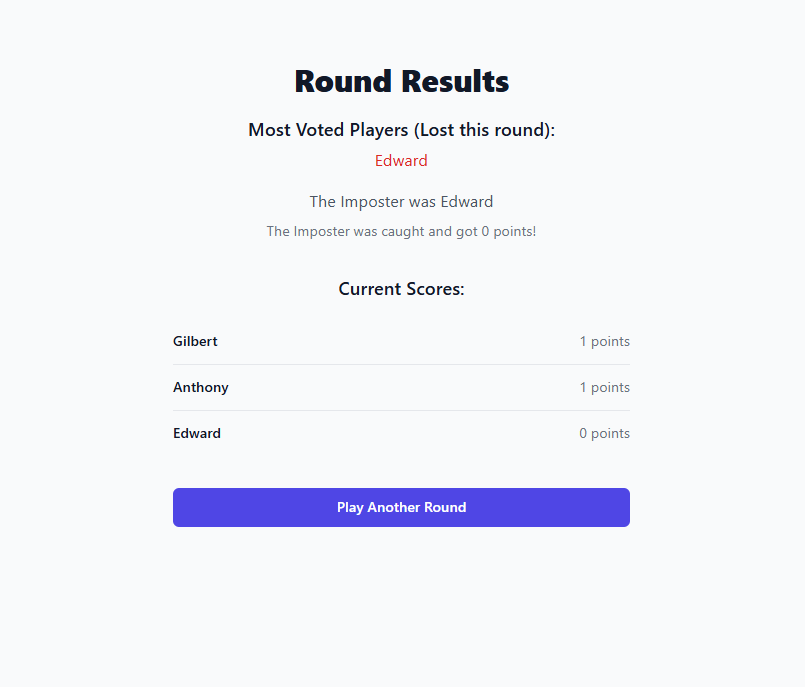 Round Results
Most Voted Players (Lost this round):
Edward
The Imposter was Edward
The Imposter was caught and got 0 points!
Current Scores:
Gilbert 1 points
Anthony 1 points
Edward 0 points
Play Another Round